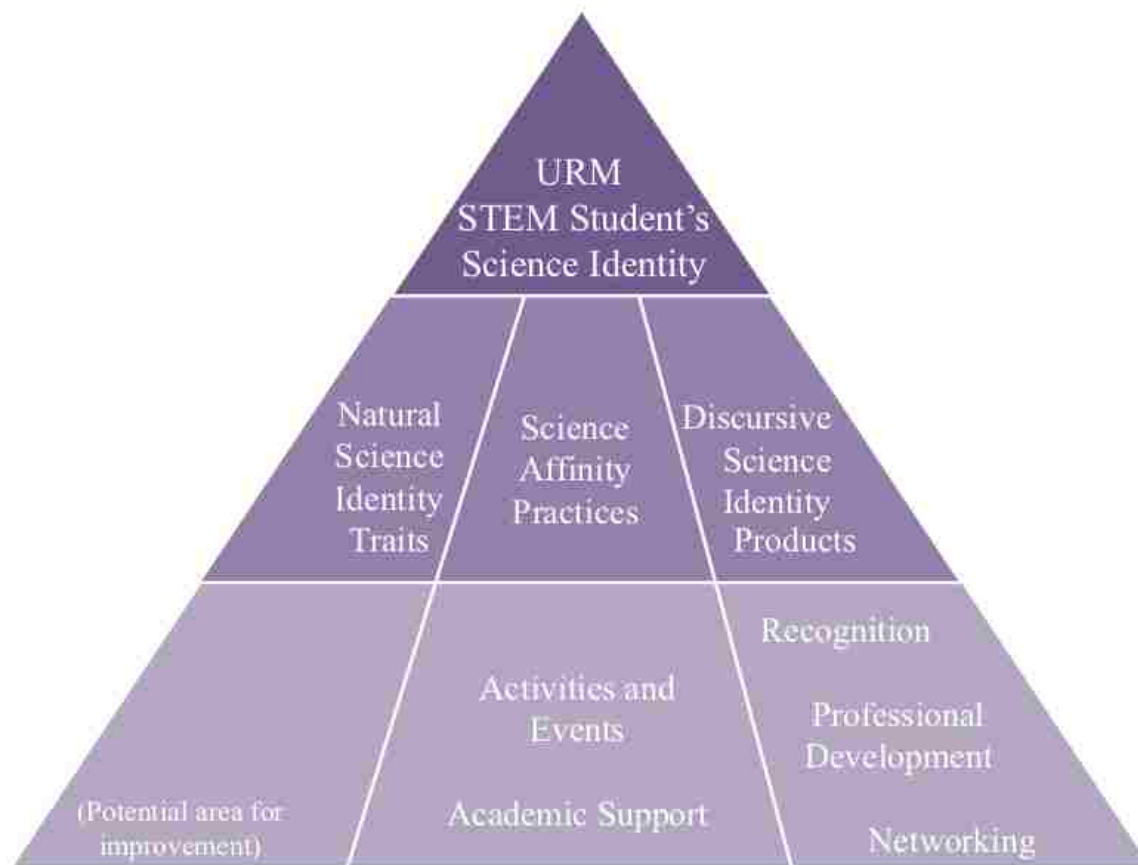 URM
STEM Student's
Science Identity
Natural
Science
Identity
Traits
Science
Affinity
Practices
Discursive
Science
Identity
Products
(Potential area for
improvement)
Activities and
Events
Academic Support
Recognition
Professional
Development
Networking